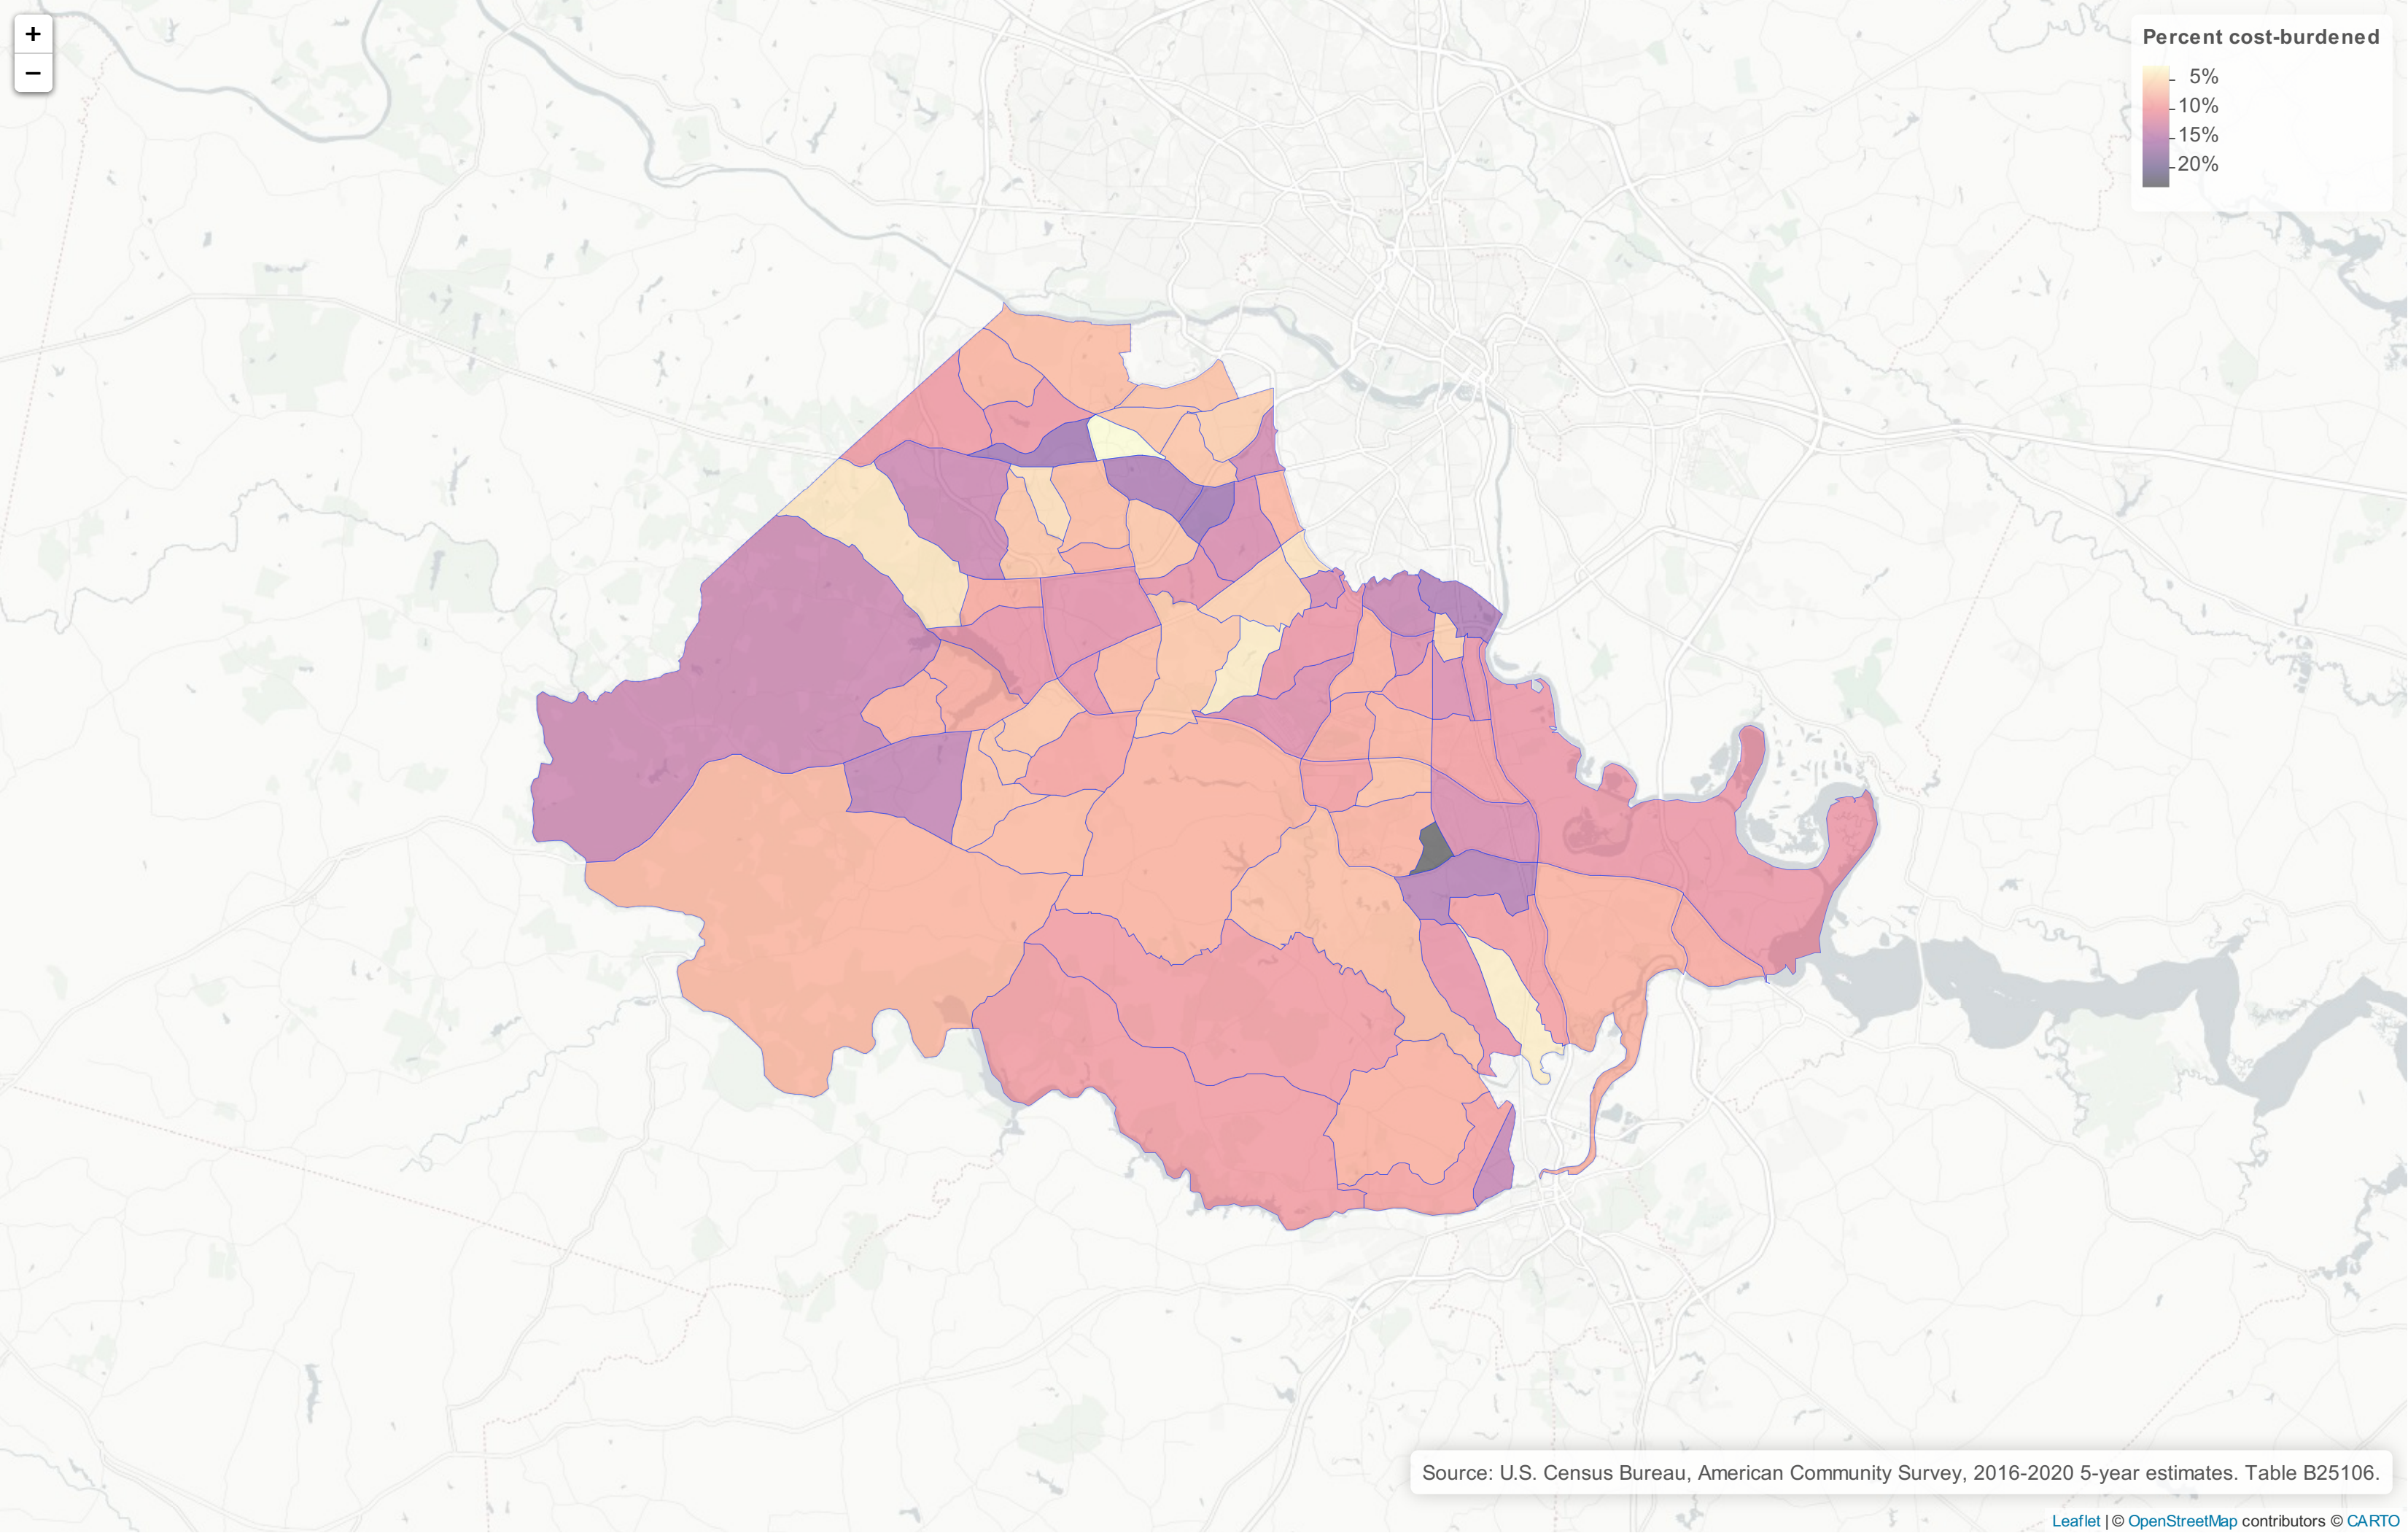 +
−
Percent cost-burdened
5%
10%
15%
20%
Source: U.S. Census Bureau, American Community Survey, 2016-2020 5-year estimates. Table B25106.
Leaflet | © OpenStreetMap contributors © CARTO